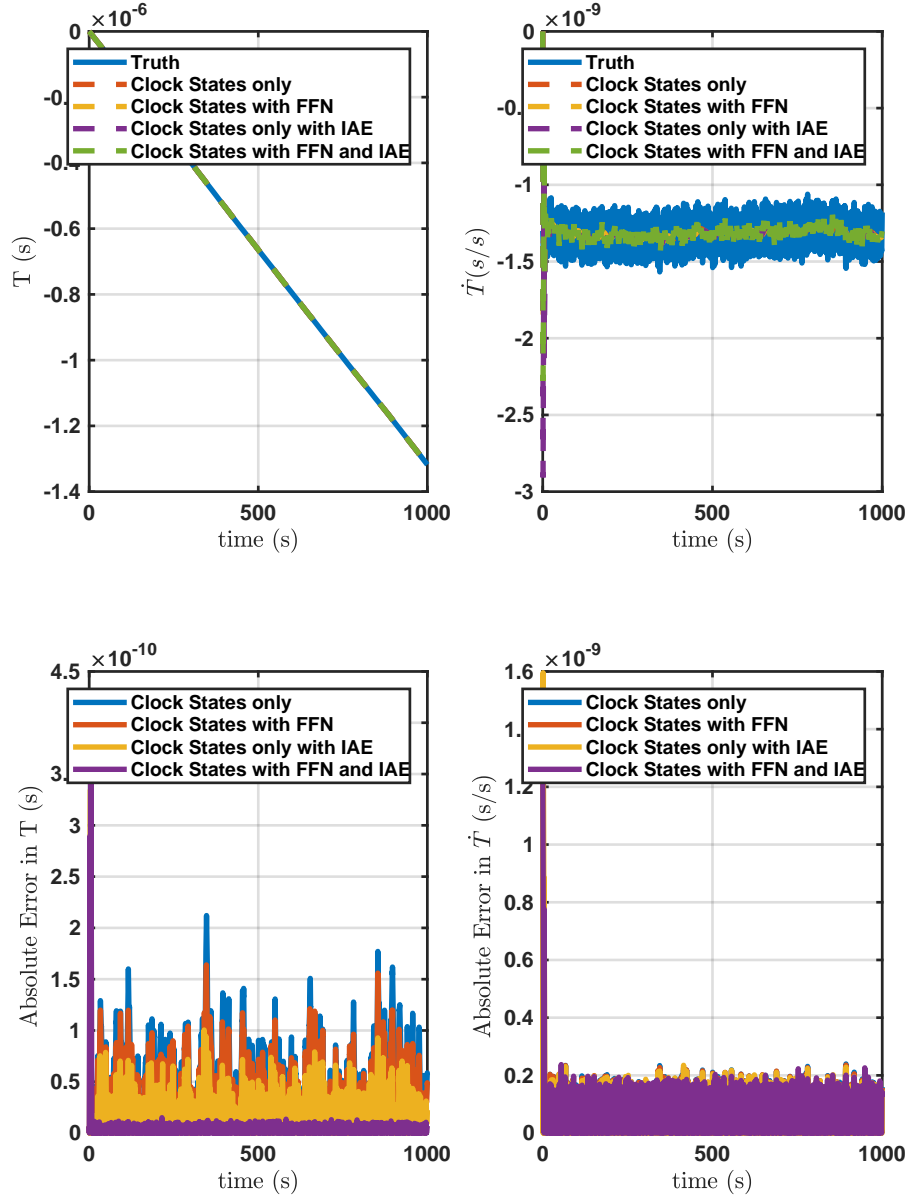 ×10⁻⁶
0
Truth
Clock States only
Clock States with FFN
Clock States only with IAE
Clock States with FFN and IAE
-0.6
-0.8
-1
-1.2
-1.4
0 500 1000
time (s)
T (s)
×10⁻⁹
0
Truth
Clock States only
Clock States with FFN
Clock States only with IAE
Clock States with FFN and IAE
-1
-1.5
-2
-2.5
-3
0 500 1000
time (s)
Ṫ(s/s)
×10⁻¹⁰
4.5
Clock States only
Clock States with FFN
Clock States only with IAE
Clock States with FFN and IAE
3
2.5
2
1.5
1
0.5
0
0 500 1000
time (s)
Absolute Error in T (s)
×10⁻⁹
1.6
Clock States only
Clock States with FFN
Clock States only with IAE
Clock States with FFN and IAE
1.2
1
0.8
0.6
0.4
0.2
0
0 500 1000
time (s)
Absolute Error in Ṫ (s/s)